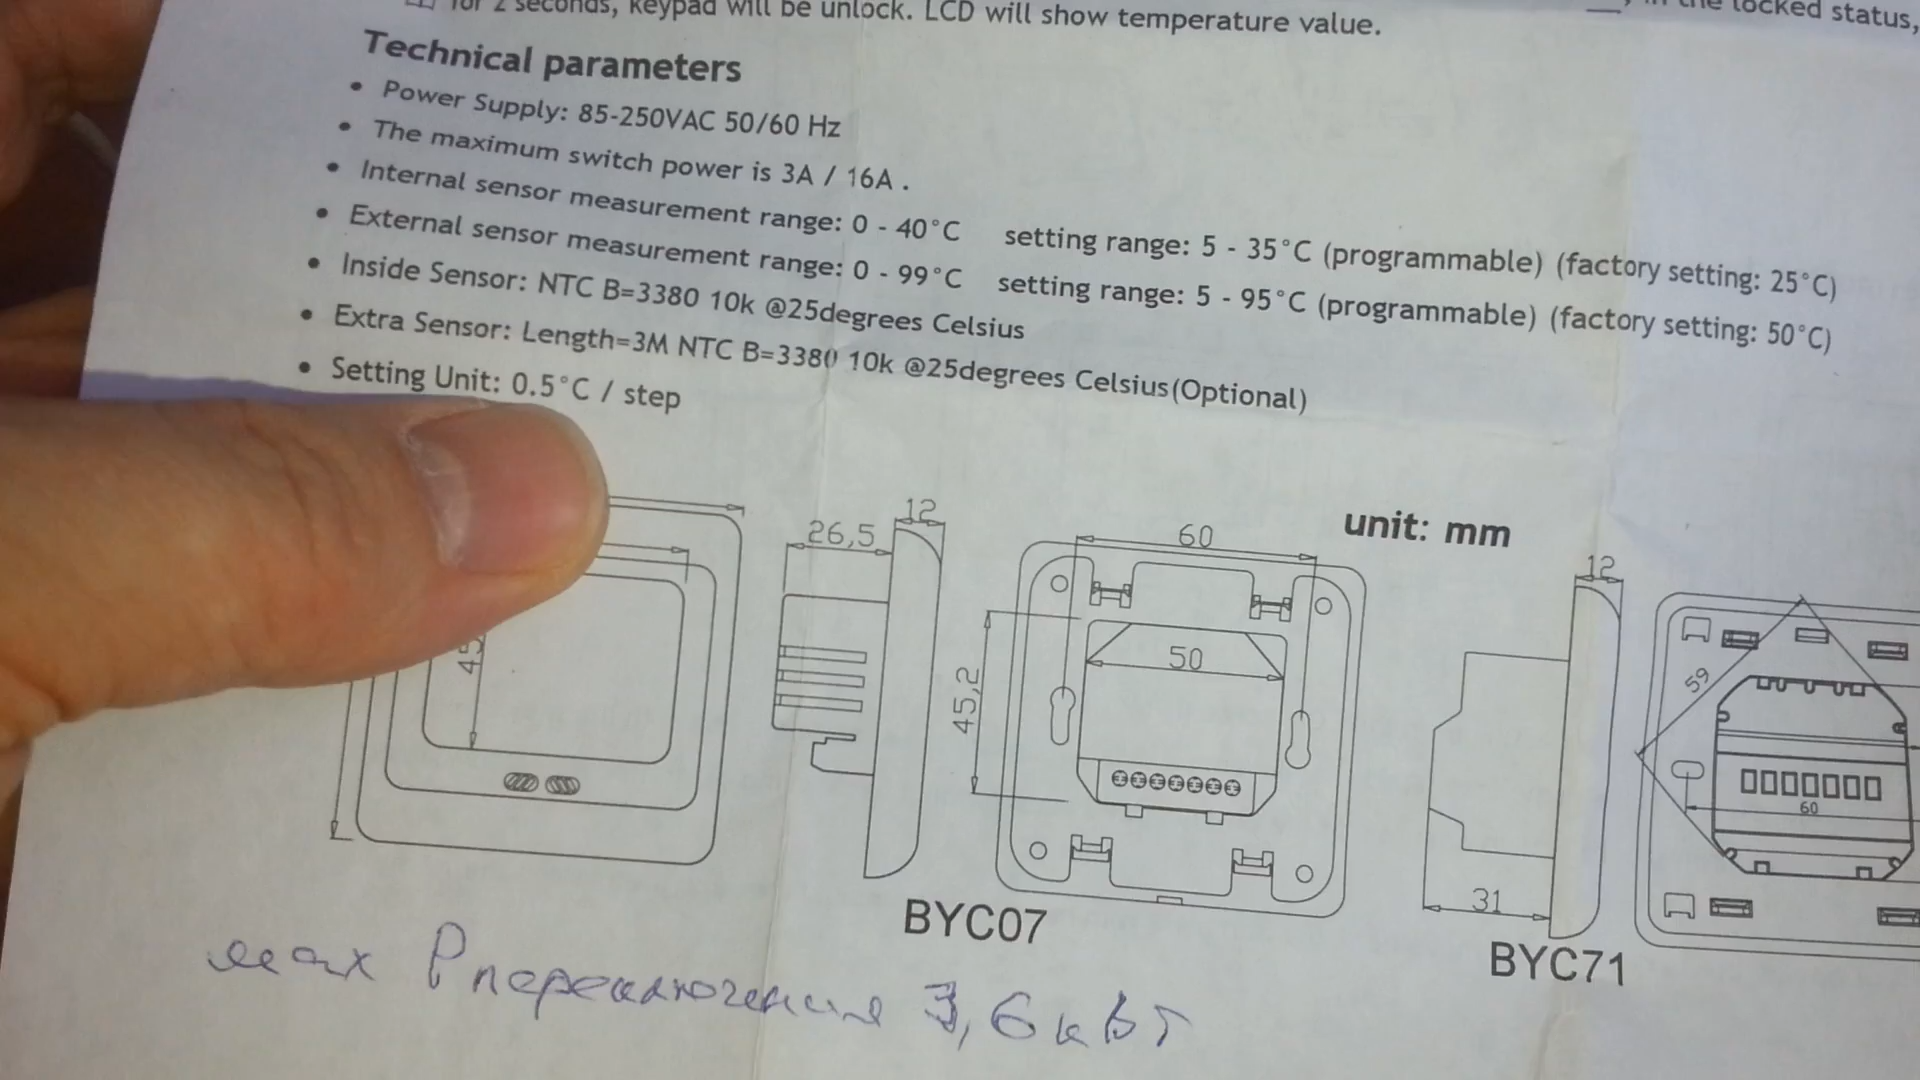 for 2 seconds, keypad will be unlock. LCD will show temperature value.
in the locked status,
Technical parameters
• Power Supply: 85-250VAC 50/60 Hz
• The maximum switch power is 3A / 16A .
• Internal sensor measurement range: 0 - 40°C setting range: 5 - 35°C (programmable) (factory setting: 25°C)
• External sensor measurement range: 0 - 99°C setting range: 5 - 95°C (programmable) (factory setting: 50°C)
• Inside Sensor: NTC B=3380 10k @25degrees Celsius
• Extra Sensor: Length=3M NTC B=3380 10k @25degrees Celsius(Optional)
• Setting Unit: 0.5°C / step
unit: mm
26,5
12
60
50
45,2
12
31
59
60
BYC07
BYC71
max P переключения 3,6 кВт